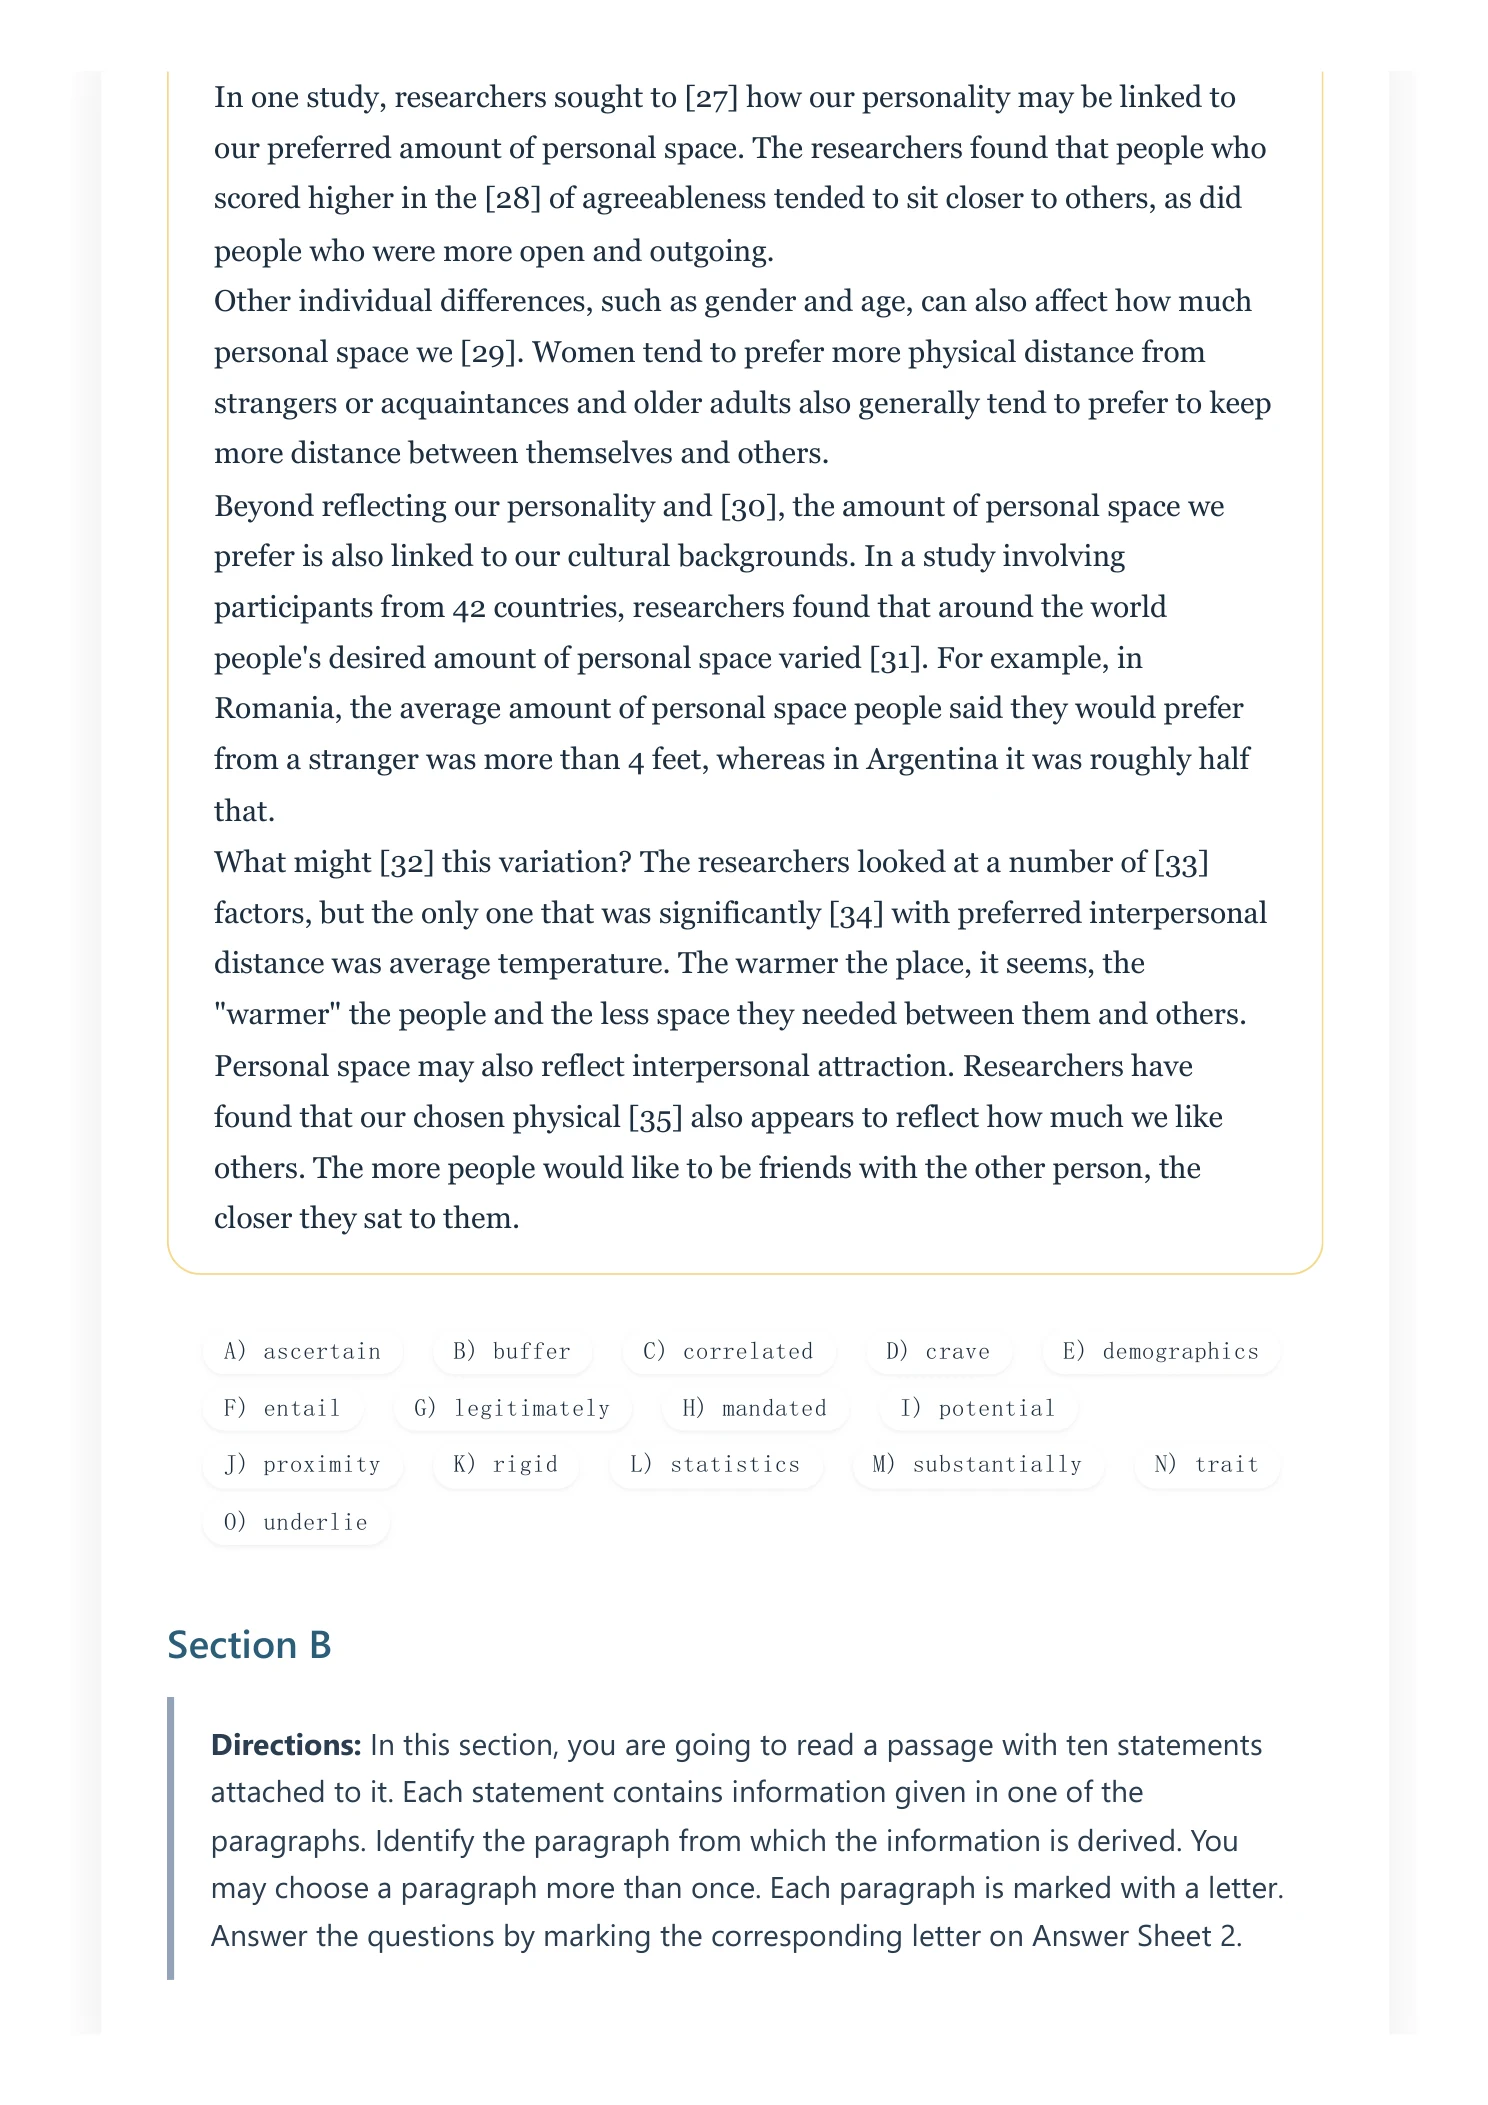 In one study, researchers sought to [27] how our personality may be linked to
our preferred amount of personal space. The researchers found that people who
scored higher in the [28] of agreeableness tended to sit closer to others, as did
people who were more open and outgoing.
Other individual differences, such as gender and age, can also affect how much
personal space we [29]. Women tend to prefer more physical distance from
strangers or acquaintances and older adults also generally tend to prefer to keep
more distance between themselves and others.
Beyond reflecting our personality and [30], the amount of personal space we
prefer is also linked to our cultural backgrounds. In a study involving
participants from 42 countries, researchers found that around the world
people's desired amount of personal space varied [31]. For example, in
Romania, the average amount of personal space people said they would prefer
from a stranger was more than 4 feet, whereas in Argentina it was roughly half
that.
What might [32] this variation? The researchers looked at a number of [33]
factors, but the only one that was significantly [34] with preferred interpersonal
distance was average temperature. The warmer the place, it seems, the
"warmer" the people and the less space they needed between them and others.
Personal space may also reflect interpersonal attraction. Researchers have
found that our chosen physical [35] also appears to reflect how much we like
others. The more people would like to be friends with the other person, the
closer they sat to them.
A) ascertain B) buffer C) correlated D) crave E) demographics
F) entail G) legitimately H) mandated I) potential
J) proximity K) rigid L) statistics M) substantially N) trait
O) underlie
Section B
Directions: In this section, you are going to read a passage with ten statements
attached to it. Each statement contains information given in one of the
paragraphs. Identify the paragraph from which the information is derived. You
may choose a paragraph more than once. Each paragraph is marked with a letter.
Answer the questions by marking the corresponding letter on Answer Sheet 2.